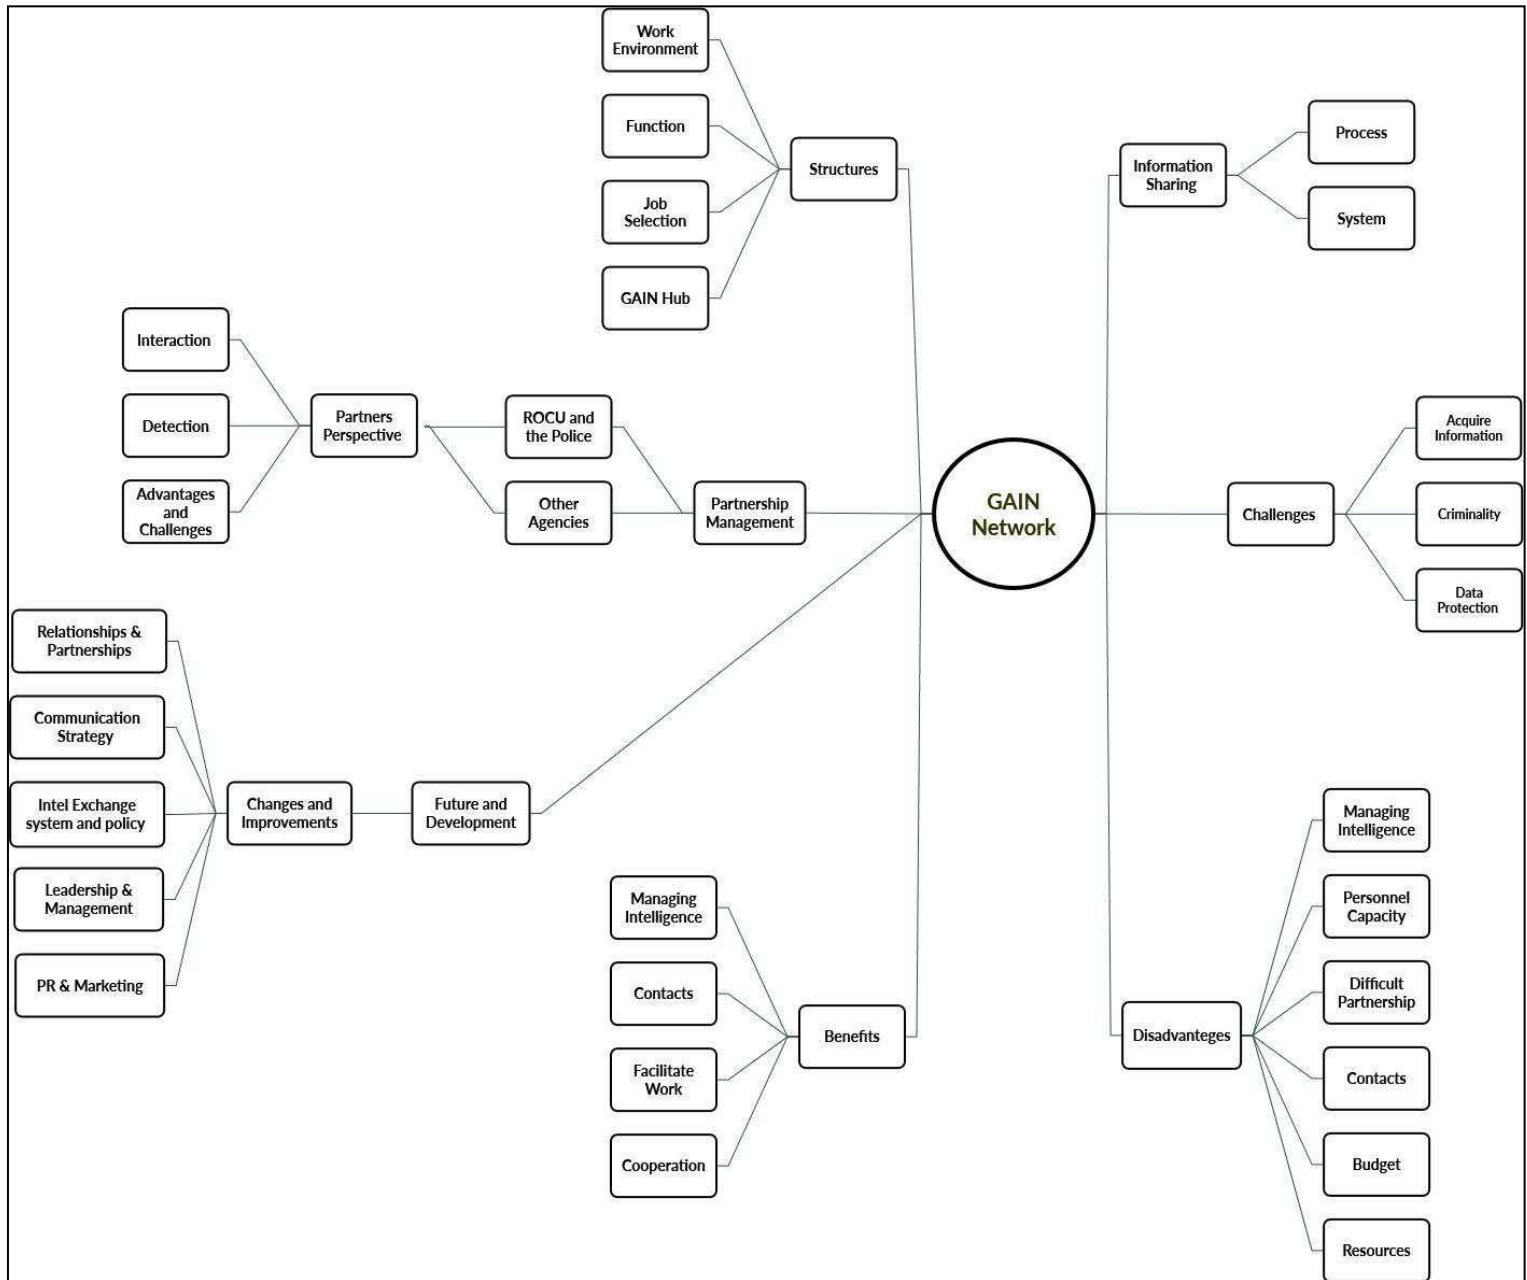 Work
Environment
Function
Job
Selection
GAIN Hub
Structures
Information
Sharing
Process
System
Interaction
Detection
Advantages
and
Challenges
Partners
Perspective
ROCU and
the Police
Other
Agencies
Partnership
Management
GAIN
Network
Challenges
Acquire
Information
Criminality
Data
Protection
Relationships &
Partnerships
Communication
Strategy
Intel Exchange
system and policy
Leadership &
Management
PR & Marketing
Changes and
Improvements
Future and
Development
Managing
Intelligence
Contacts
Facilitate
Work
Cooperation
Benefits
Disadvanteges
Managing
Intelligence
Personnel
Capacity
Difficult
Partnership
Contacts
Budget
Resources